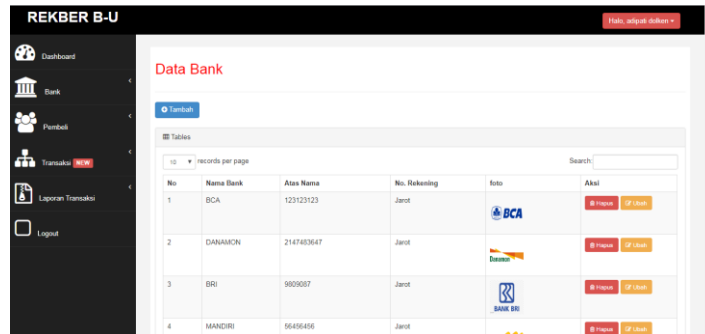 REKBER B-U
Halo, adipati dolken
Dashboard
Bank
Pembeli
Transaksi NEW
Laporan Transaksi
Logout
Data Bank
Tambah
Tables
10 records per page
Search
No Nama Bank Atas Nama No. Rekening foto Aksi
1 BCA 123123123 Jarot BCA Hapus Ubah
2 DANAMON 2147483647 Jarot Danamon Hapus Ubah
3 BRI 9809087 Jarot BANK BRI Hapus Ubah
4 MANDIRI 56456456 Jarot Hapus Ubah